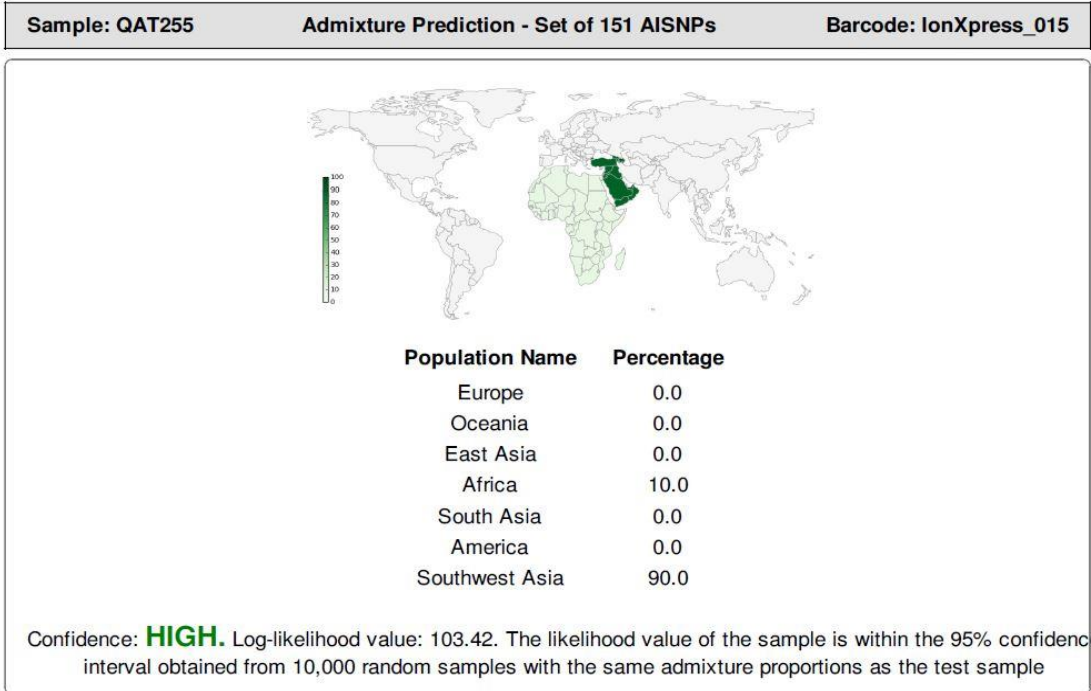 Sample: QAT255 Admixture Prediction - Set of 151 AISNPs Barcode: IonXpress_015
100
90
80
70
60
50
40
30
20
10
0
Population Name Percentage
Europe 0.0
Oceania 0.0
East Asia 0.0
Africa 10.0
South Asia 0.0
America 0.0
Southwest Asia 90.0
Confidence: HIGH. Log-likelihood value: 103.42. The likelihood value of the sample is within the 95% confidenc
interval obtained from 10,000 random samples with the same admixture proportions as the test sample